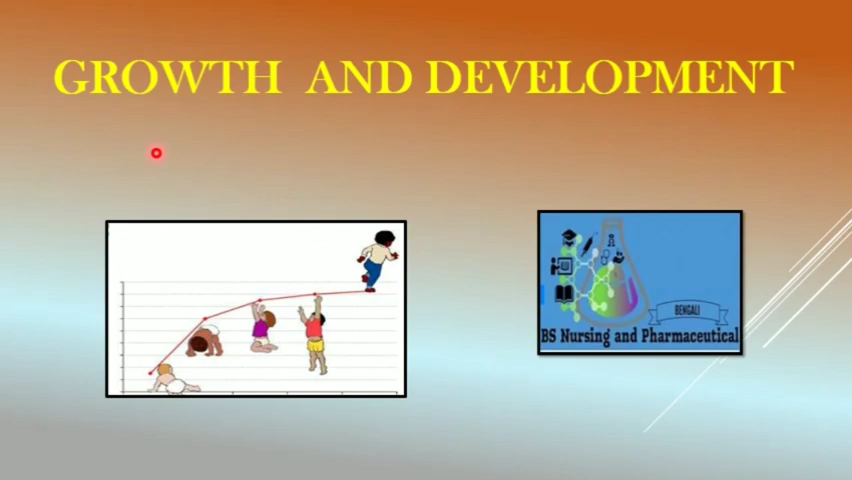 GROWTH AND DEVELOPMENT
BENGALI
BS Nursing and Pharmaceutical